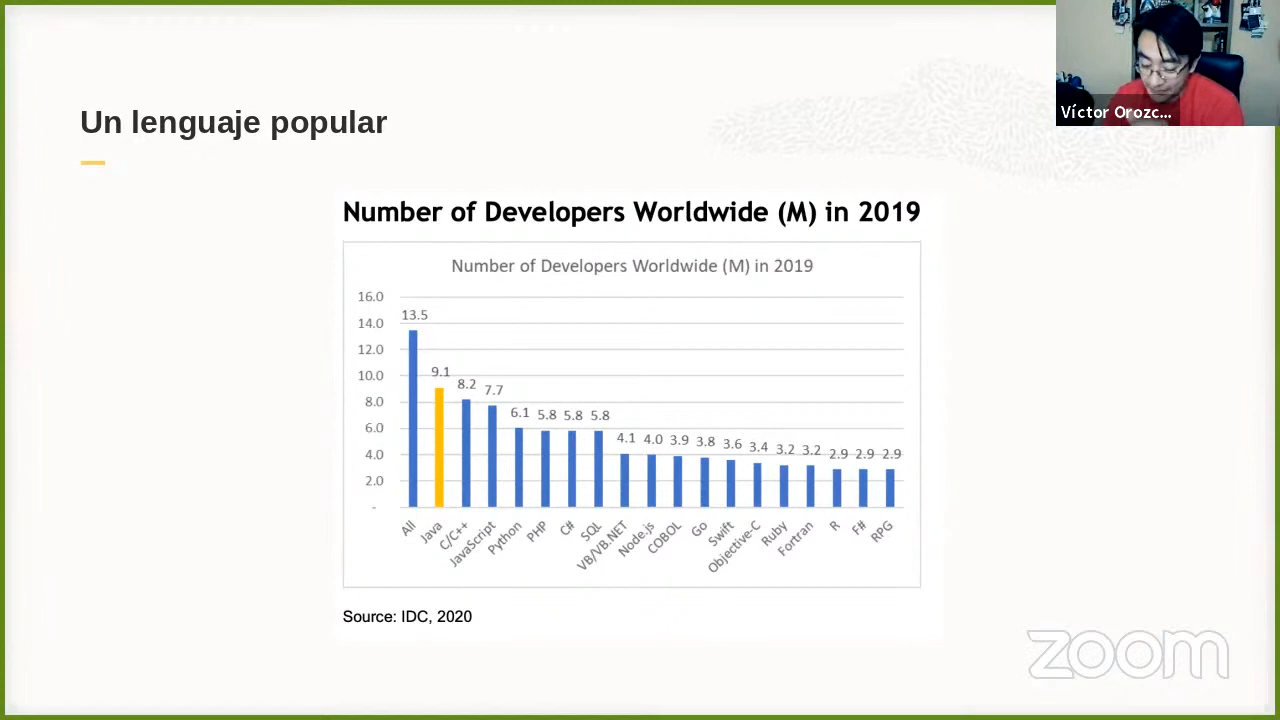 Víctor Orozc...
Un lenguaje popular
Number of Developers Worldwide (M) in 2019
Number of Developers Worldwide (M) in 2019
16.0
14.0
12.0
10.0
8.0
6.0
4.0
2.0
-
13.5
9.1
8.2
7.7
6.1
5.8
5.8
5.8
4.1
4.0
3.9
3.8
3.6
3.4
3.2
3.2
2.9
2.9
2.9
All
Java
C/C++
JavaScript
Python
PHP
C#
SQL
VB/VB.NET
Node.js
COBOL
Go
Swift
Objective-C
Ruby
Fortran
R
F#
RPG
Source: IDC, 2020
zoom